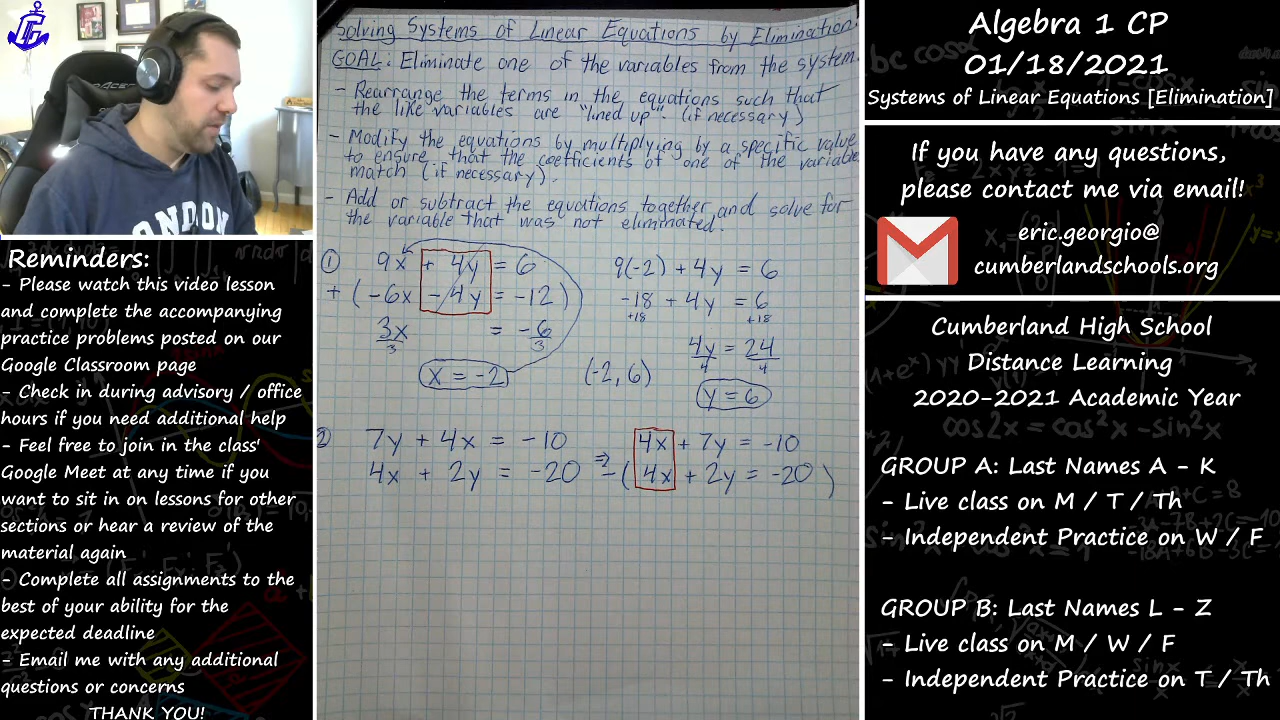 Solving Systems of Linear Equations by Elimination
GOAL: Eliminate one of the variables from the system.
- Rearrange the terms in the equations such that
the like variables are "lined up". (if necessary)
- Modify the equations by multiplying by a specific value
to ensure that the coefficients of one of the variables
match (if necessary).
- Add or subtract the equations together and solve for
the variable that was not eliminated.
① 9x + 4y = 6
+ (-6x - 4y = -12)
3x = -6
3 3
x = -2
9(-2) + 4y = 6
-18 + 4y = 6
+18 +18
4y = 24
4 4
y = 6
(-2, 6)
② 7y + 4x = -10
4x + 2y = -20
⇒ 4x + 7y = -10
- (4x + 2y = -20)
Reminders:
- Please watch this video lesson
and complete the accompanying
practice problems posted on our
Google Classroom page
- Check in during advisory / office
hours if you need additional help
- Feel free to join in the class'
Google Meet at any time if you
want to sit in on lessons for other
sections or hear a review of the
material again
- Complete all assignments to the
best of your ability for the
expected deadline
- Email me with any additional
questions or concerns
THANK YOU!
Algebra 1 CP
01/18/2021
Systems of Linear Equations [Elimination]
If you have any questions,
please contact me via email!
eric.georgio@
cumberlandschools.org
Cumberland High School
Distance Learning
2020-2021 Academic Year
GROUP A: Last Names A - K
- Live class on M / T / Th
- Independent Practice on W / F
GROUP B: Last Names L - Z
- Live class on M / W / F
- Independent Practice on T / Th
LONDON